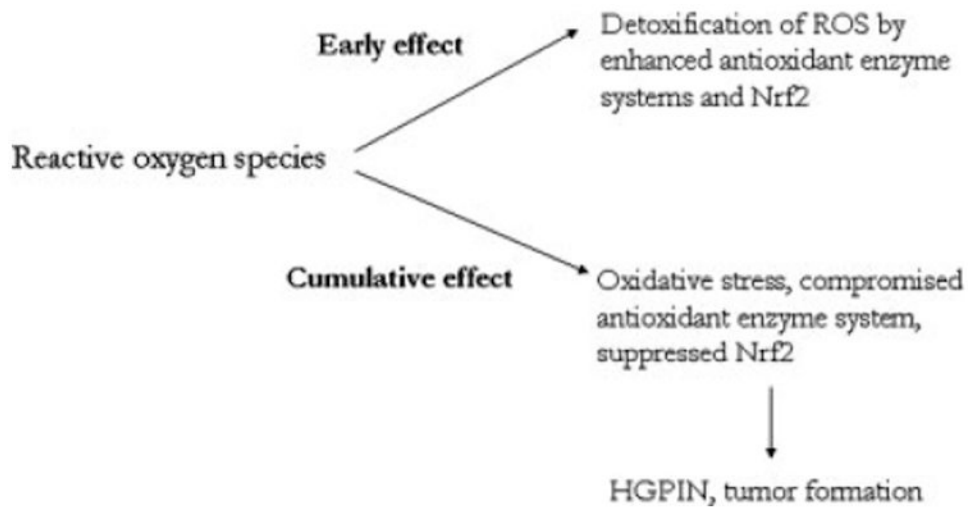 Early effect
Detoxification of ROS by
enhanced antioxidant enzyme
systems and Nrf2
Reactive oxygen species
Cumulative effect
Oxidative stress, compromised
antioxidant enzyme system,
suppressed Nrf2
HGPIN, tumor formation